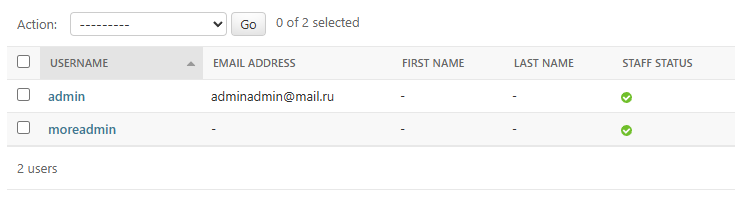 Action: --------- Go 0 of 2 selected
USERNAME EMAIL ADDRESS FIRST NAME LAST NAME STAFF STATUS
admin adminadmin@mail.ru - -
moreadmin - - -
2 users